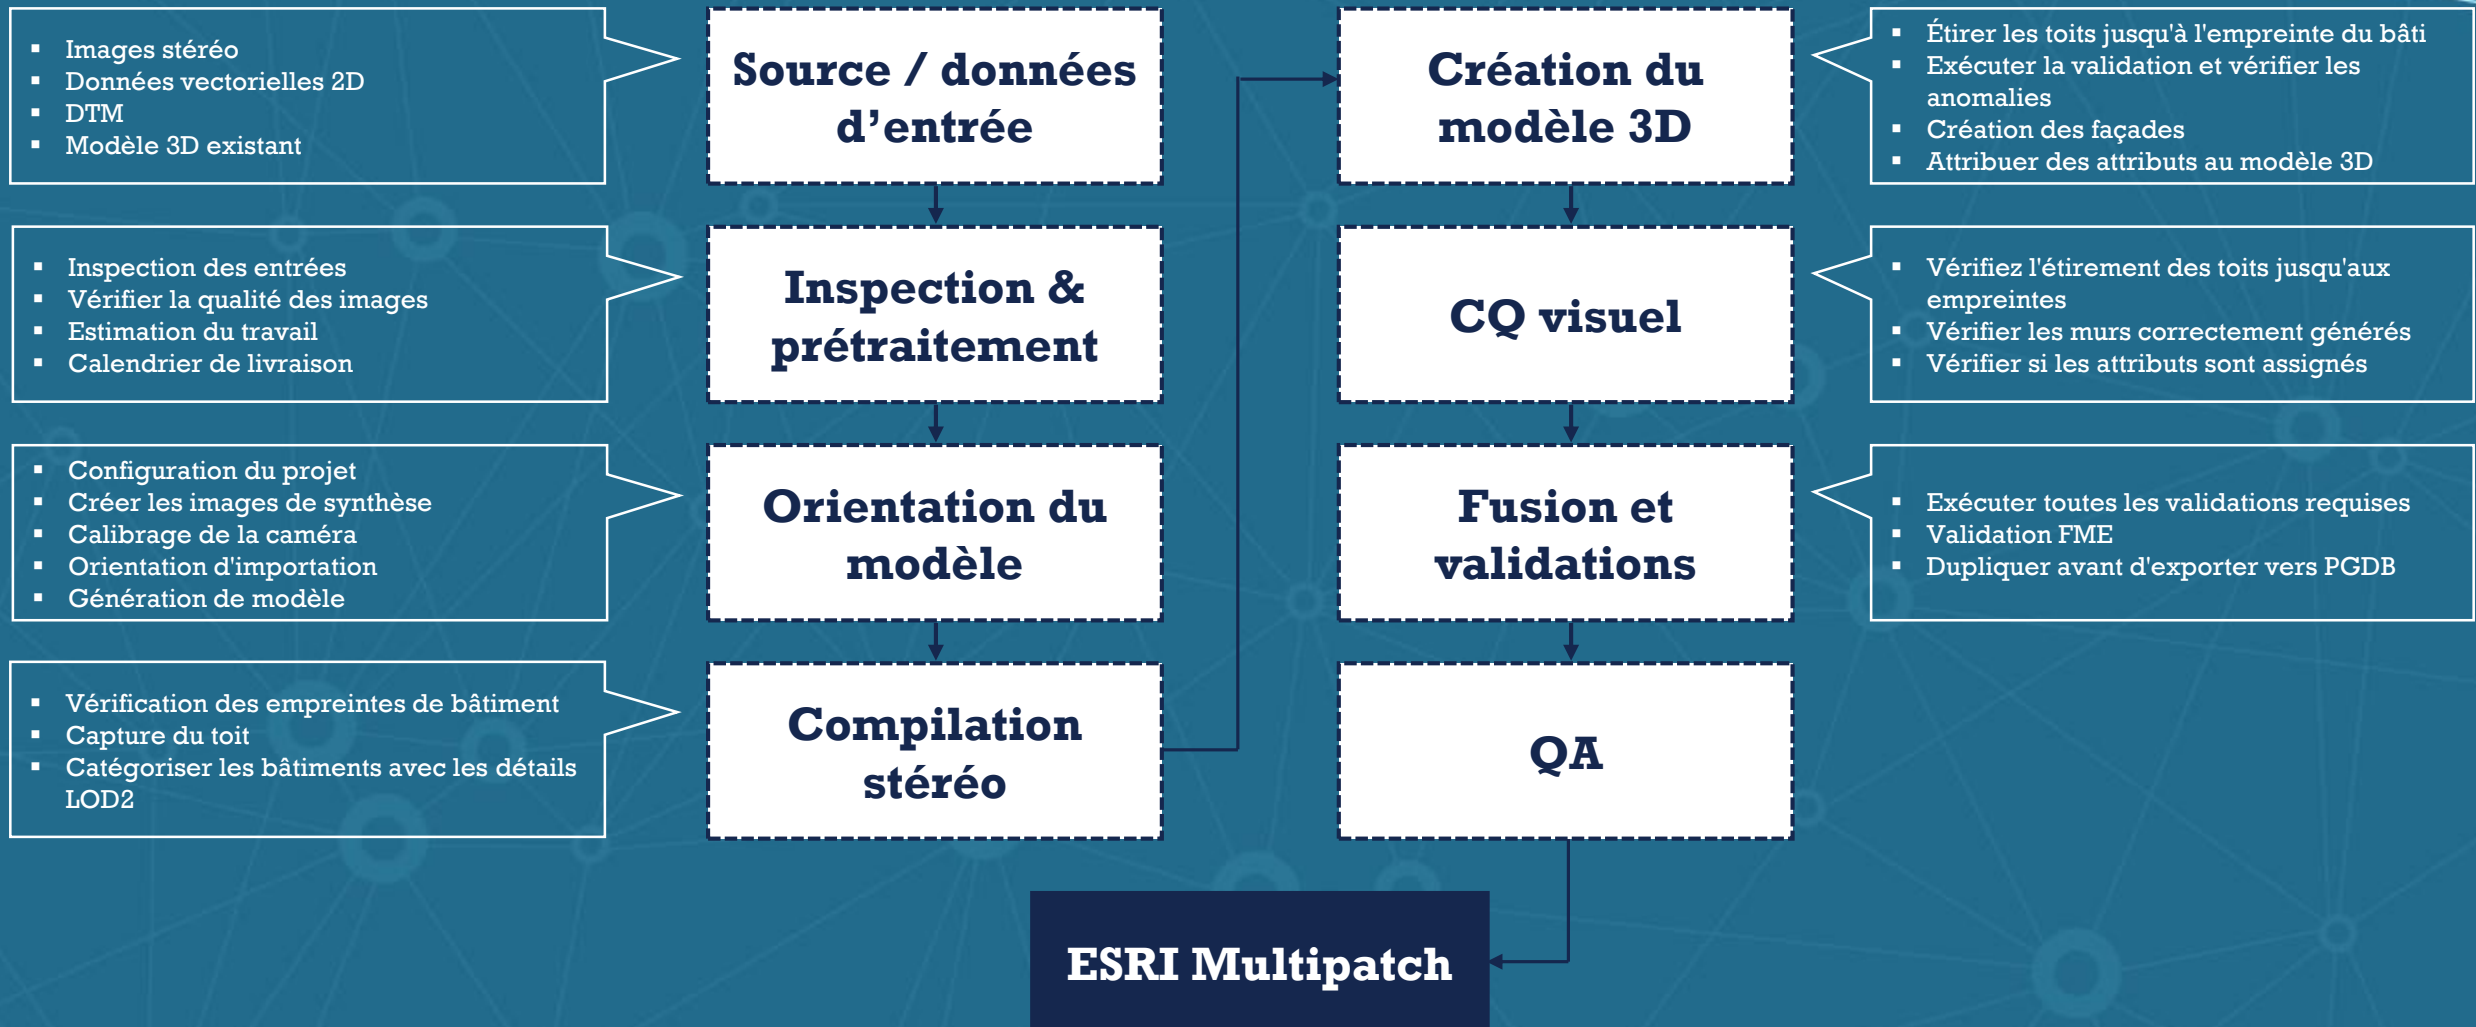 Images stéréo
Données vectorielles 2D
DTM
Modèle 3D existant
Source / données
d’entrée
Inspection des entrées
Vérifier la qualité des images
Estimation du travail
Calendrier de livraison
Inspection &
prétraitement
Configuration du projet
Créer les images de synthèse
Calibrage de la caméra
Orientation d'importation
Génération de modèle
Orientation du
modèle
Vérification des empreintes de bâtiment
Capture du toit
Catégoriser les bâtiments avec les détails
LOD2
Compilation
stéréo
Création du
modèle 3D
Étirer les toits jusqu'à l'empreinte du bâti
Exécuter la validation et vérifier les
anomalies
Création des façades
Attribuer des attributs au modèle 3D
CQ visuel
Vérifiez l'étirement des toits jusqu'aux
empreintes
Vérifier les murs correctement générés
Vérifier si les attributs sont assignés
Fusion et
validations
Exécuter toutes les validations requises
Validation FME
Dupliquer avant d'exporter vers PGDB
QA
ESRI Multipatch